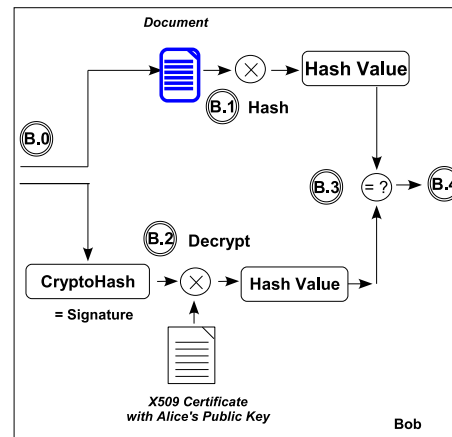 Document
Hash Value
B.1 Hash
B.0
B.3
= ?
B.4
B.2 Decrypt
CryptoHash
Hash Value
= Signature
X509 Certificate
with Alice's Public Key
Bob